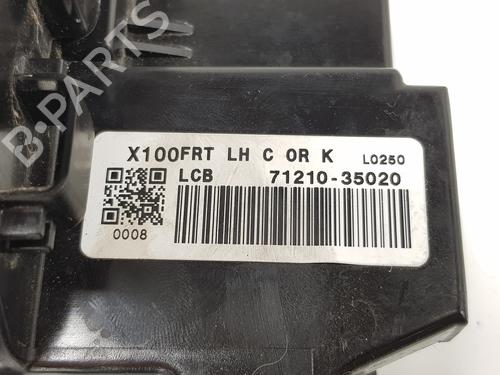 B-PARTS
X100FRT LH C OR K L0250
LCB 71210-35020
0008